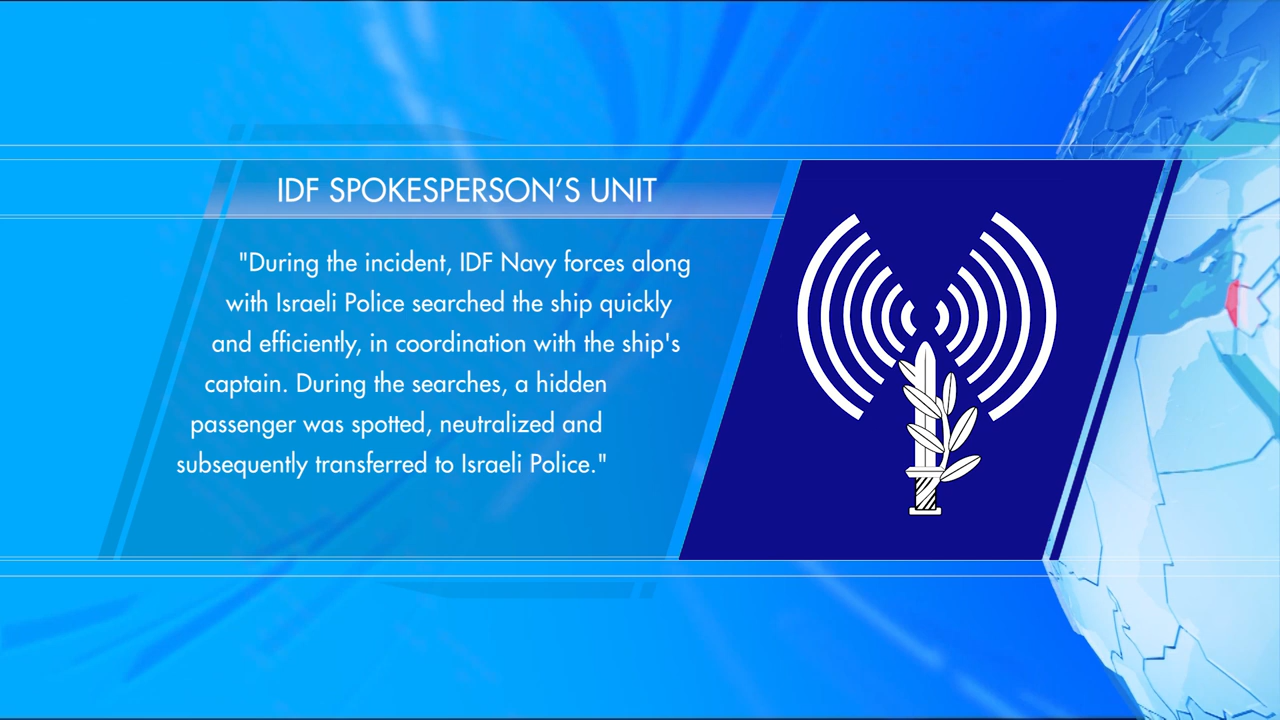 IDF SPOKESPERSON’S UNIT
"During the incident, IDF Navy forces along
with Israeli Police searched the ship quickly
and efficiently, in coordination with the ship's
captain. During the searches, a hidden
passenger was spotted, neutralized and
subsequently transferred to Israeli Police."